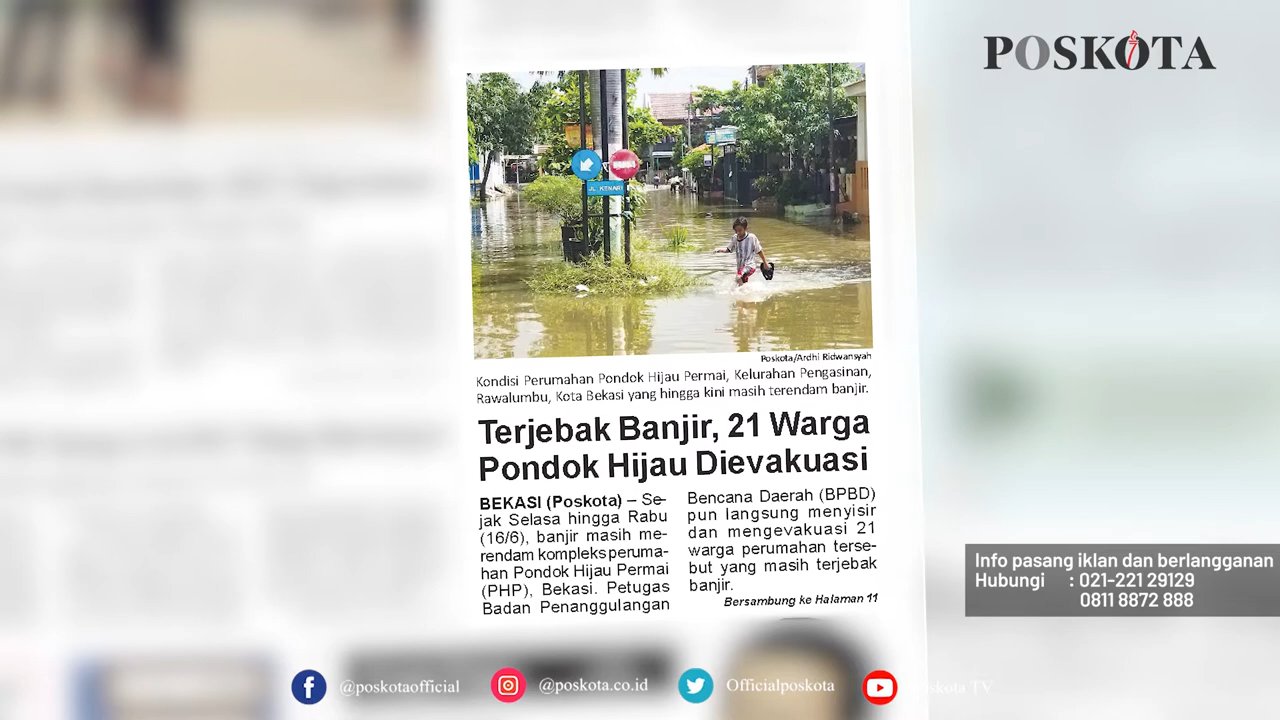 POSKOTA
JL. KENARI
Poskota/Ardhi Ridwansyah
Kondisi Perumahan Pondok Hijau Permai, Kelurahan Pengasinan,
Rawalumbu, Kota Bekasi yang hingga kini masih terendam banjir.
Terjebak Banjir, 21 Warga
Pondok Hijau Dievakuasi
BEKASI (Poskota) – Se-
jak Selasa hingga Rabu
(16/6), banjir masih me-
rendam kompleks peruma-
han Pondok Hijau Permai
(PHP), Bekasi. Petugas
Badan Penanggulangan
Bencana Daerah (BPBD)
pun langsung menyisir
dan mengevakuasi 21
warga perumahan terse-
but yang masih terjebak
banjir.
Bersambung ke Halaman 11
Info pasang iklan dan berlangganan
Hubungi : 021-221 29129
0811 8872 888
@poskotaofficial
@poskota.co.id
Officialposkota
Poskota TV